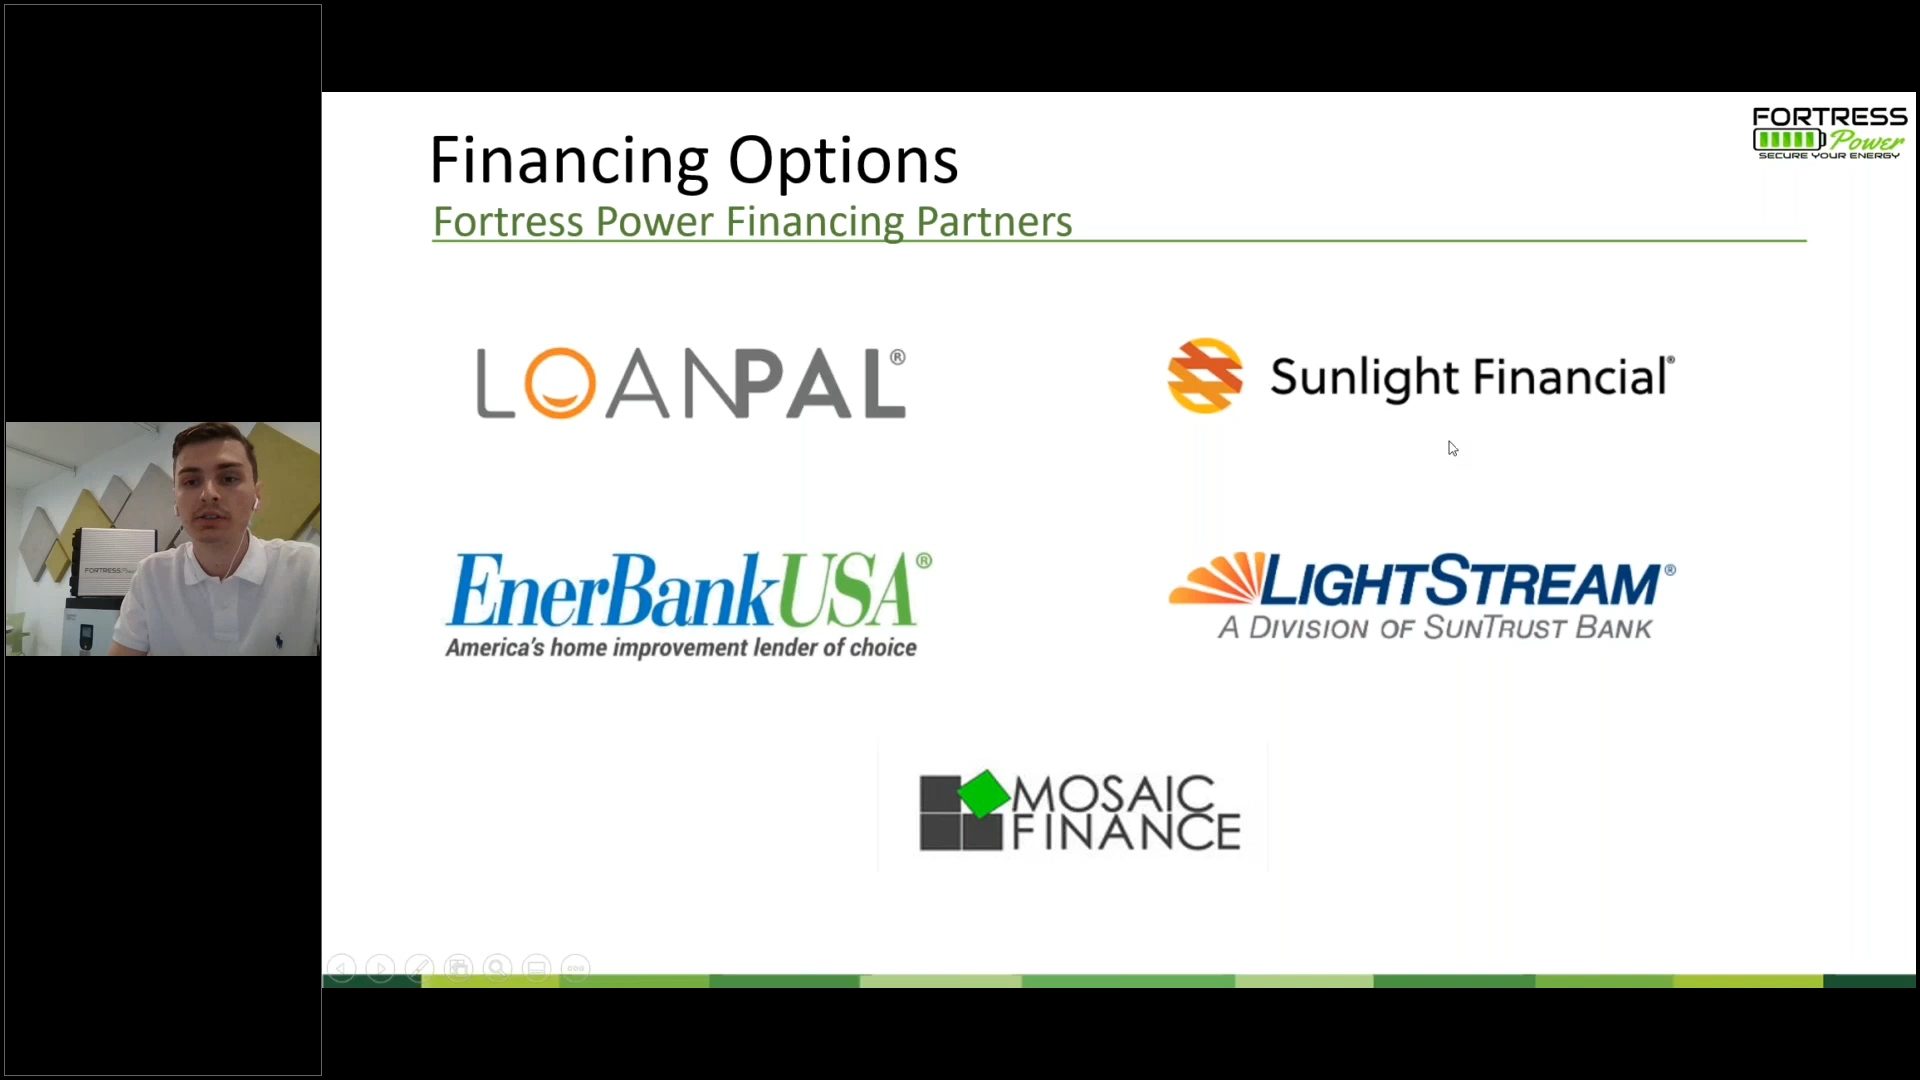 FORTRESS
Power
SECURE YOUR ENERGY
Financing Options
Fortress Power Financing Partners
LOANPAL®
Sunlight Financial®
EnerBankUSA®
America's home improvement lender of choice
LIGHTSTREAM®
A DIVISION OF SUNTRUST BANK
MOSAIC
FINANCE
FORTRESS